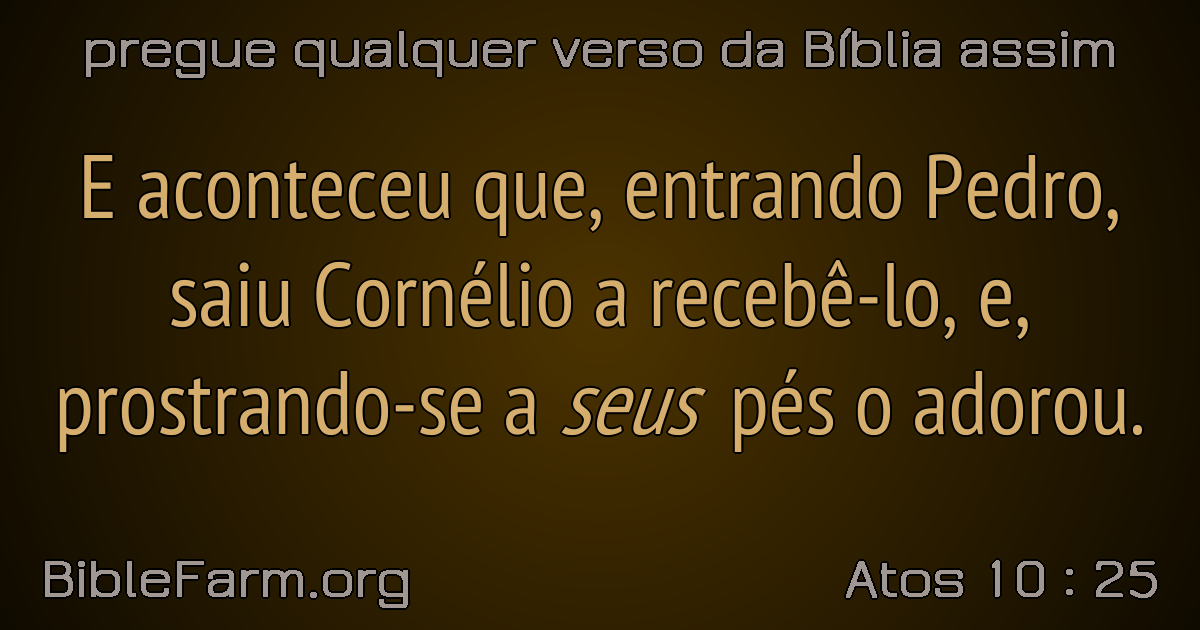 pregue qualquer verso da Bíblia assim
E aconteceu que, entrando Pedro,
saiu Cornélio a recebê-lo, e,
prostrando-se a seus pés o adorou.
BibleFarm.org
Atos 10 : 25